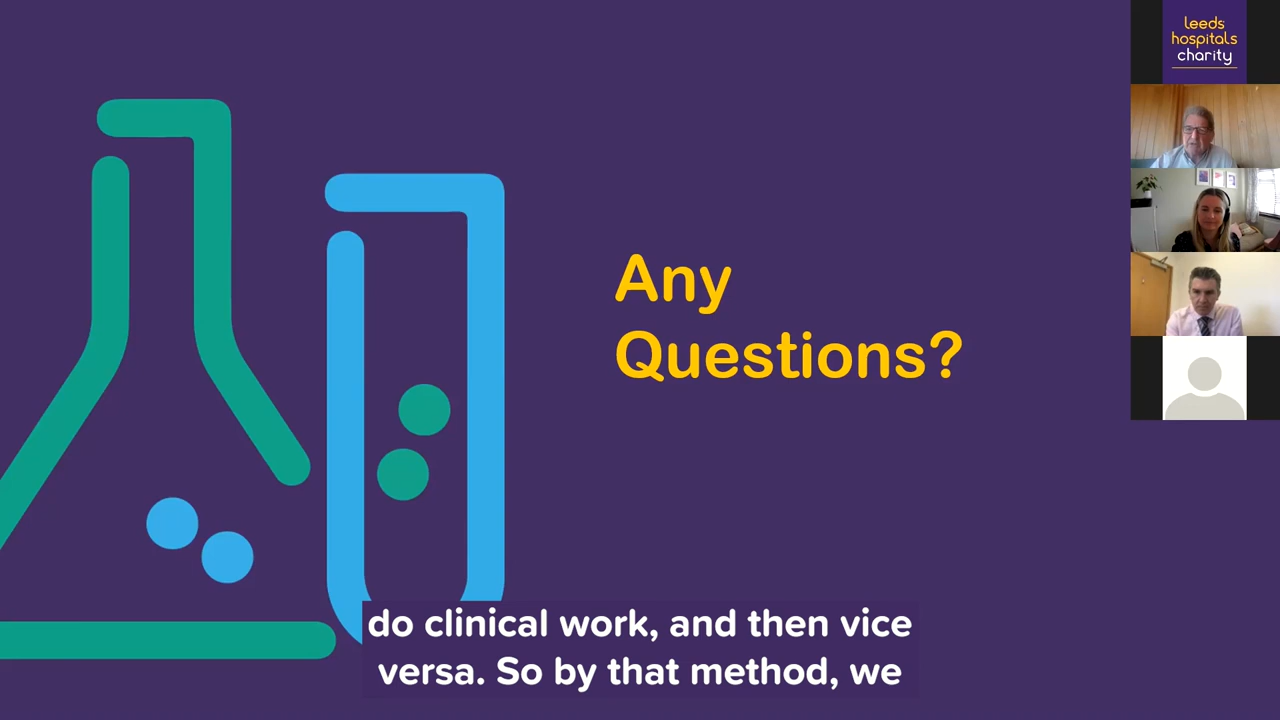 leeds
hospitals
charity
Any
Questions?
do clinical work, and then vice
versa. So by that method, we